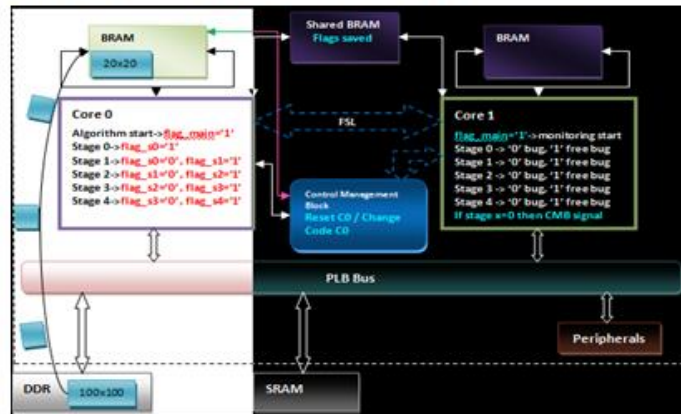 BRAM
20x20
Shared BRAM
Flags saved
BRAM
Core 0
Algorithm start->flag_main='1'
Stage 0->flag_s0='1'
Stage 1->flag_s0='0', flag_s1='1'
Stage 2->flag_s1='0', flag_s2='1'
Stage 3->flag_s2='0', flag_s3='1'
Stage 4->flag_s3='0', flag_s4='1'
FSL
Core 1
flag_main='1'->monitoring start
Stage 0 -> '0' bug, '1' free bug
Stage 1 -> '0' bug, '1' free bug
Stage 2 -> '0' bug, '1' free bug
Stage 3 -> '0' bug, '1' free bug
Stage 4 -> '0' bug, '1' free bug
If stage x=0 then CMB signal
Control Management
Block
Reset C0 / Change
Code C0
PLB Bus
Peripherals
DDR
100x100
SRAM